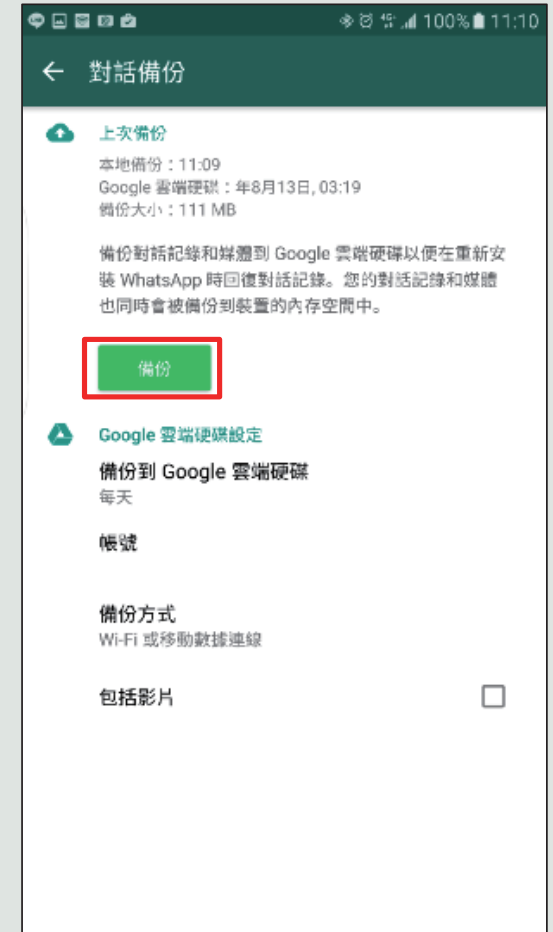 100% 11:10
對話備份
上次備份
本地備份：11:09
Google 雲端硬碟：年8月13日, 03:19
備份大小：111 MB
備份對話記錄和媒體到 Google 雲端硬碟以便在重新安
裝 WhatsApp 時回復對話記錄。您的對話記錄和媒體
也同時會被備份到裝置的內存空間中。
備份
Google 雲端硬碟設定
備份到 Google 雲端硬碟
每天
帳號
備份方式
Wi-Fi 或移動數據連線
包括影片